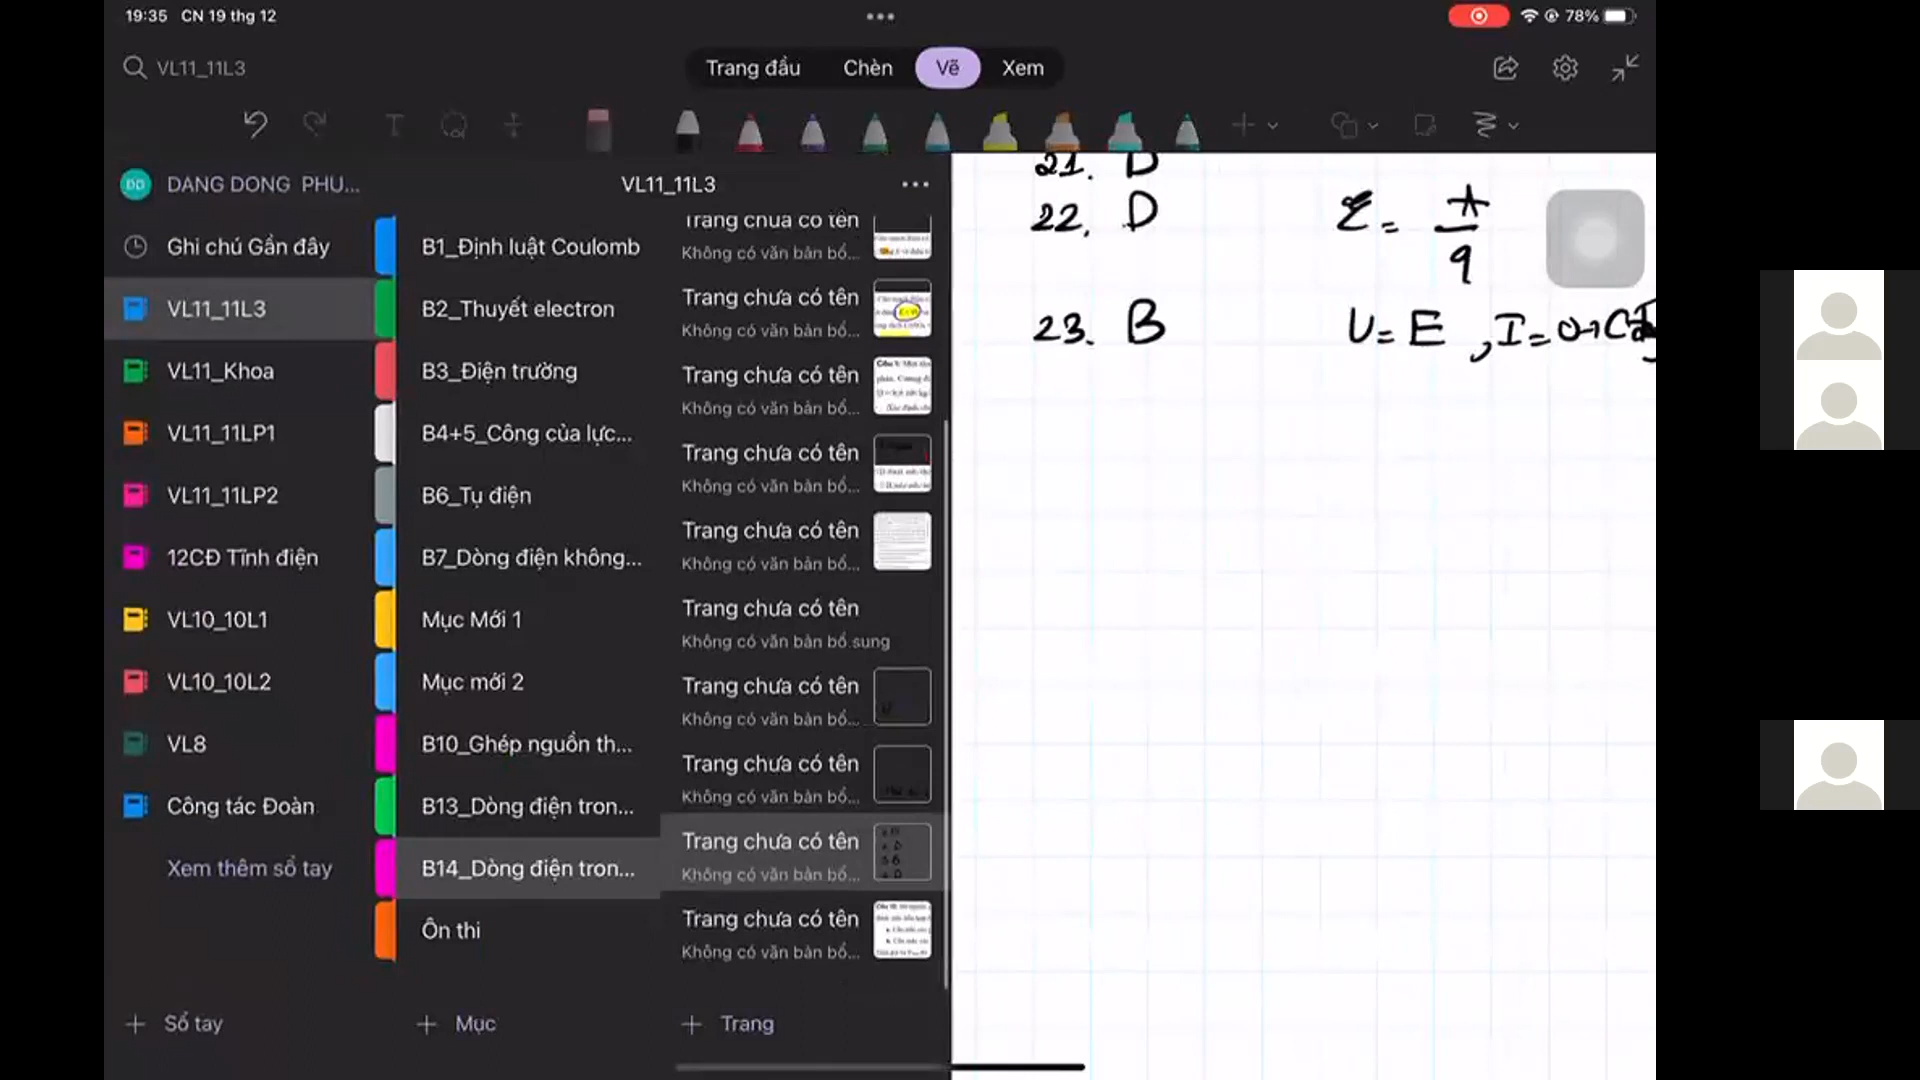 19:35 CN 19 thg 12
78%
VL11_11L3
Trang đầu
Chèn
Vẽ
Xem
DANG DONG PHU...
VL11_11L3
DD
Ghi chú Gần đây
VL11_11L3
VL11_Khoa
VL11_11LP1
VL11_11LP2
12CĐ Tĩnh điện
VL10_10L1
VL10_10L2
VL8
Công tác Đoàn
Xem thêm sổ tay
Sổ tay
B1_Định luật Coulomb
B2_Thuyết electron
B3_Điện trường
B4+5_Công của lực...
B6_Tụ điện
B7_Dòng điện không...
Mục Mới 1
Mục mới 2
B10_Ghép nguồn th...
B13_Dòng điện tron...
B14_Dòng điện tron...
Ôn thi
Mục
Trang chưa có tên
Không có văn bản bổ...
Trang chưa có tên
Không có văn bản bổ...
Trang chưa có tên
Không có văn bản bổ...
Trang chưa có tên
Không có văn bản bổ...
Trang chưa có tên
Không có văn bản bổ...
Trang chưa có tên
Không có văn bản bổ sung
Trang chưa có tên
Không có văn bản bổ...
Trang chưa có tên
Không có văn bản bổ...
Trang chưa có tên
Không có văn bản bổ...
Trang chưa có tên
Không có văn bản bổ...
Trang
21. D
22. D
ℰ = A/q
23. B
U = E , I = 0